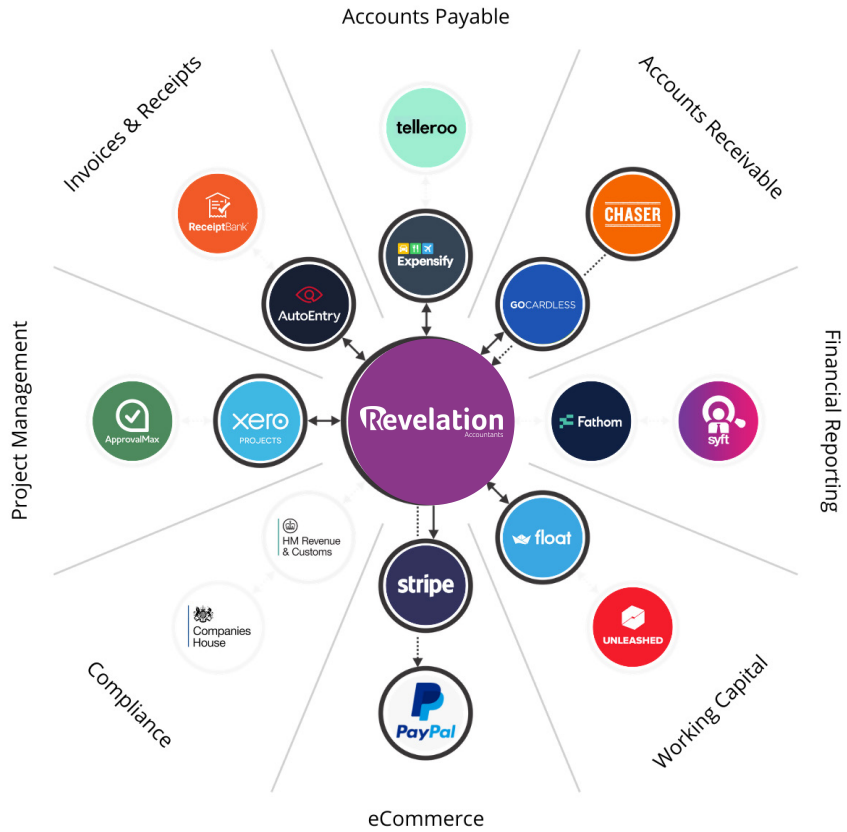 Accounts Payable
Invoices & Receipts
Accounts Receivable
telleroo
ReceiptBank
CHASER
Expensify
AutoEntry
GOCARDLESS
Project Management
Financial Reporting
ApprovalMax
xero
PROJECTS
Revelation
Accountants
Fathom
syft
HM Revenue
& Customs
float
stripe
Companies
House
UNLEASHED
Compliance
Working Capital
PayPal
eCommerce